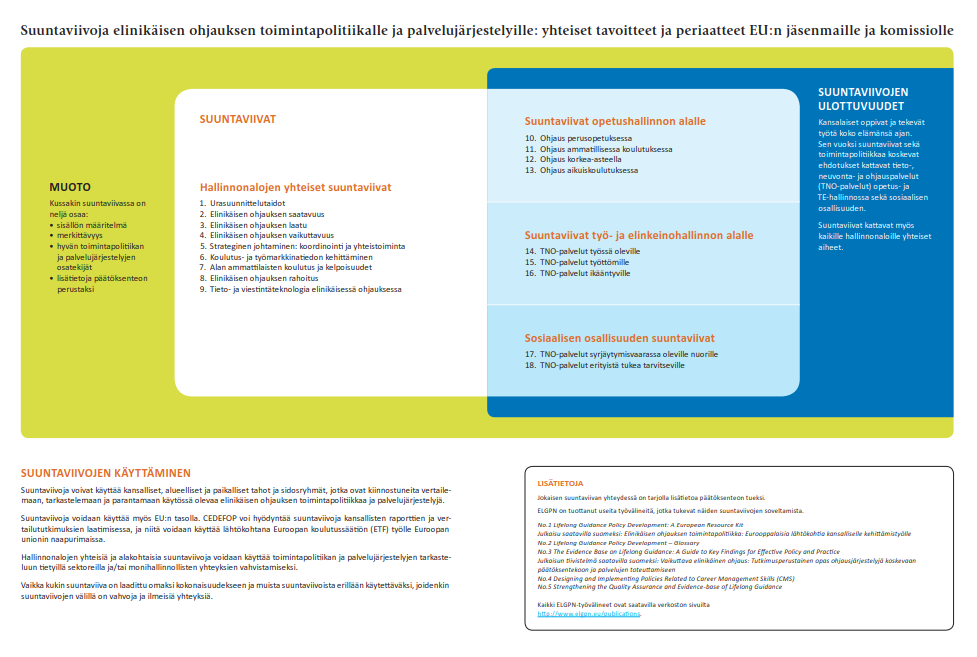 Suuntaviivoja elinikäisen ohjauksen toimintapolitiikalle ja palvelujärjestelyille: yhteiset tavoitteet ja periaatteet EU:n jäsenmaille ja komissiolle
MUOTO
Kussakin suuntaviivassa on
neljä osaa:
• sisällön määritelmä
• merkittävyys
• hyvän toimintapolitiikan
ja palvelujärjestelyjen
osatekijät
• lisätietoja päätöksenteon
perustaksi
SUUNTAVIIVAT
Hallinnonalojen yhteiset suuntaviivat
1. Urasuunnittelutaidot
2. Elinikäisen ohjauksen saatavuus
3. Elinikäisen ohjauksen laatu
4. Elinikäisen ohjauksen vaikuttavuus
5. Strateginen johtaminen: koordinointi ja yhteistoiminta
6. Koulutus- ja työmarkkinatiedon kehittäminen
7. Alan ammattilaisten koulutus ja kelpoisuudet
8. Elinikäisen ohjauksen rahoitus
9. Tieto- ja viestintäteknologia elinikäisessä ohjauksessa
Suuntaviivat opetushallinnon alalle
10. Ohjaus perusopetuksessa
11. Ohjaus ammatillisessa koulutuksessa
12. Ohjaus korkea-asteella
13. Ohjaus aikuiskoulutuksessa
Suuntaviivat työ- ja elinkeinohallinnon alalle
14. TNO-palvelut työssä oleville
15. TNO-palvelut työttömille
16. TNO-palvelut ikääntyville
Sosiaalisen osallisuuden suuntaviivat
17. TNO-palvelut syrjäytymisvaarassa oleville nuorille
18. TNO-palvelut erityistä tukea tarvitseville
SUUNTAVIIVOJEN
ULOTTUVUUDET
Kansalaiset oppivat ja tekevät
työtä koko elämänsä ajan.
Sen vuoksi suuntaviivat sekä
toimintapolitiikkaa koskevat
ehdotukset kattavat tieto-,
neuvonta- ja ohjauspalvelut
(TNO-palvelut) opetus- ja
TE-hallinnossa sekä sosiaalisen
osallisuuden.
Suuntaviivat kattavat myös
kaikille hallinnonaloille yhteiset
aiheet.
SUUNTAVIIVOJEN KÄYTTÄMINEN
Suuntaviivoja voivat käyttää kansalliset, alueelliset ja paikalliset tahot ja sidosryhmät, jotka ovat kiinnostuneita vertaile-
maan, tarkastelemaan ja parantamaan käytössä olevaa elinikäisen ohjauksen toimintapolitiikkaa ja palvelujärjestelyjä.
Suuntaviivoja voidaan käyttää myös EU:n tasolla. CEDEFOP voi hyödyntää suuntaviivoja kansallisten raporttien ja ver-
tailututkimuksien laatimisessa, ja niitä voidaan käyttää lähtökohtana Euroopan koulutussäätiön (ETF) työlle Euroopan
unionin naapurimaissa.
Hallinnonalojen yhteisiä ja alakohtaisia suuntaviivoja voidaan käyttää toimintapolitiikan ja palvelujärjestelyjen tarkaste-
luun tietyillä sektoreilla ja/tai monihallinnollisten yhteyksien vahvistamiseksi.
Vaikka kukin suuntaviiva on laadittu omaksi kokonaisuudekseen ja muista suuntaviivoista erillään käytettäväksi, joidenkin
suuntaviivojen välillä on vahvoja ja ilmeisiä yhteyksiä.
LISÄTIETOJA
Jokaisen suuntaviivan yhteydessä on tarjolla lisätietoa päätöksenteon tueksi.
ELGPN on tuottanut useita työvälineitä, jotka tukevat näiden suuntaviivojen soveltamista.
No.1 Lifelong Guidance Policy Development: A European Resource Kit
Julkaisu saatavilla suomeksi: Elinikäisen ohjauksen toimintapolitiikka: Eurooppalaisia lähtökohtia kansalliselle kehittämistyölle
No.2 Lifelong Guidance Policy Development – Glossary
No.3 The Evidence Base on Lifelong Guidance: A Guide to Key Findings for Effective Policy and Practice
Julkaisun tiivistelmä saatavilla suomeksi: Vaikuttava elinikäinen ohjaus: Tutkimusperustainen opas ohjausjärjestelyjä koskevaan
päätöksentekoon ja palvelujen toteuttamiseen
No.4 Designing and Implementing Policies Related to Career Management Skills (CMS)
No.5 Strengthening the Quality Assurance and Evidence-base of Lifelong Guidance
Kaikki ELGPN-työvälineet ovat saatavilla verkoston sivuilta
http://www.elgpn.eu/publications.